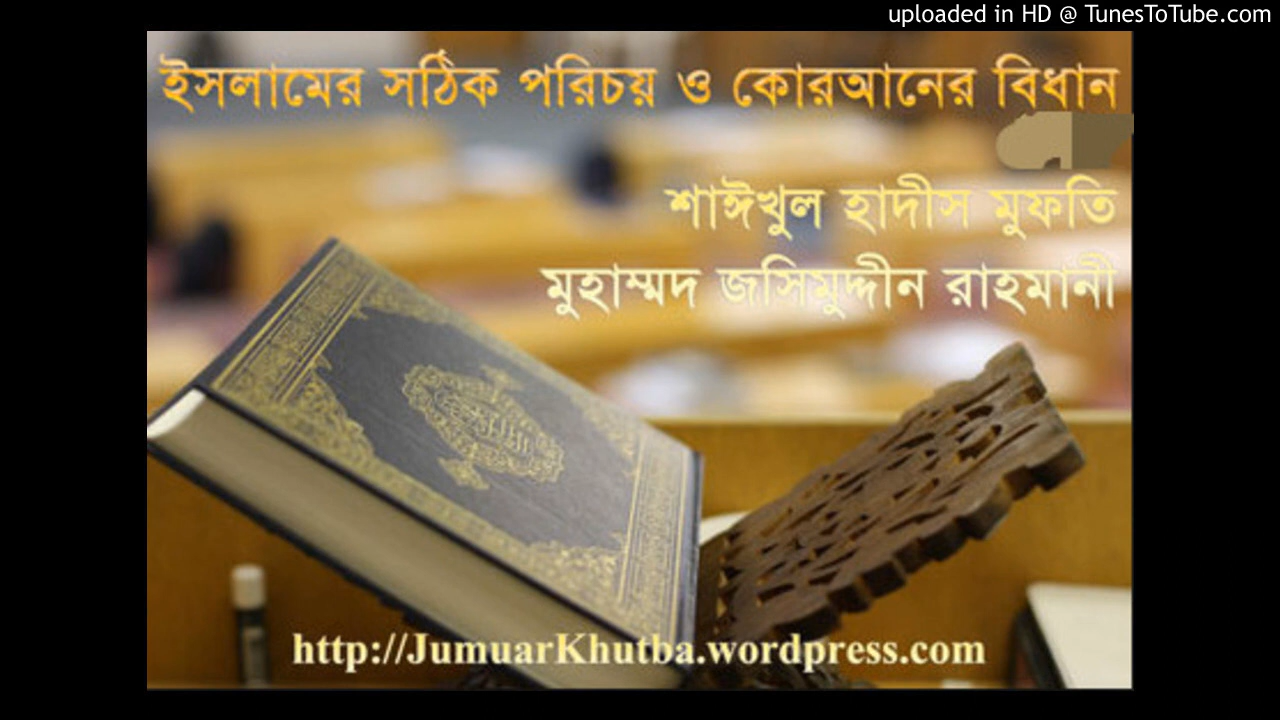 uploaded in HD @ TunesToTube.com
ইসলামের সঠিক পরিচয় ও কোরআনের বিধান
শাঈখুল হাদীস মুফতি
মুহাম্মদ জসিমুদ্দীন রাহমানী
http://JumuarKhutba.wordpress.com